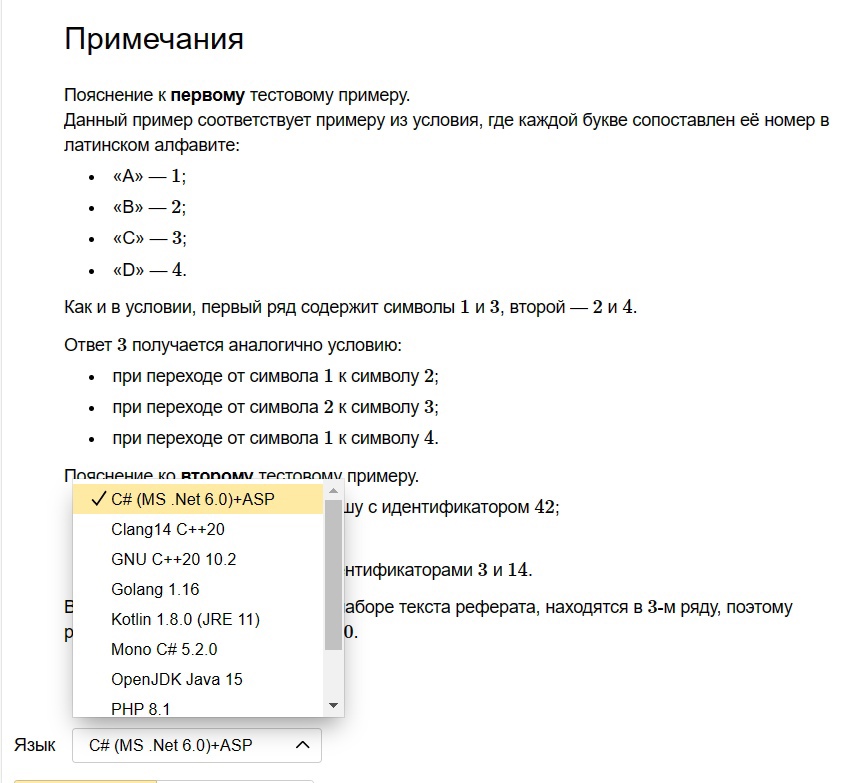 Примечания
Пояснение к первому тестовому примеру.
Данный пример соответствует примеру из условия, где каждой букве сопоставлен её номер в
латинском алфавите:
• «A» — 1;
• «B» — 2;
• «C» — 3;
• «D» — 4.
Как и в условии, первый ряд содержит символы 1 и 3, второй — 2 и 4.
Ответ 3 получается аналогично условию:
• при переходе от символа 1 к символу 2;
• при переходе от символа 2 к символу 3;
• при переходе от символа 1 к символу 4.
Пояснение ко второму тестовому примеру.
✓ C# (MS .Net 6.0)+ASP
шу с идентификатором 42;
Clang14 C++20
GNU C++20 10.2
нтификаторами 3 и 14.
Golang 1.16
В
аборе текста реферата, находятся в 3-м ряду, поэтому
Kotlin 1.8.0 (JRE 11)
р
0.
Mono C# 5.2.0
OpenJDK Java 15
PHP 8.1
Язык C# (MS .Net 6.0)+ASP